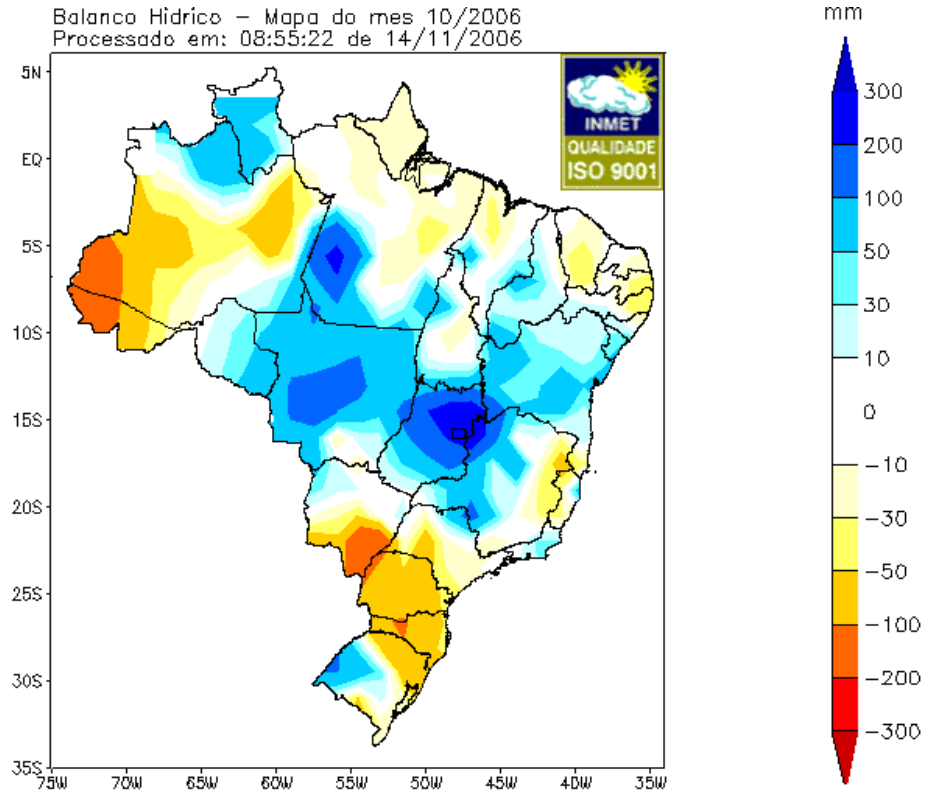 Balanco Hidrico – Mapa do mes 10/2006
Processado em: 08:55:22 de 14/11/2006
mm
INMET
QUALIDADE
ISO 9001
5N
EQ
5S
10S
15S
20S
25S
30S
35S
75W 70W 65W 60W 55W 50W 45W 40W 35W
300
200
100
50
30
10
0
−10
−30
−50
−100
−200
−300